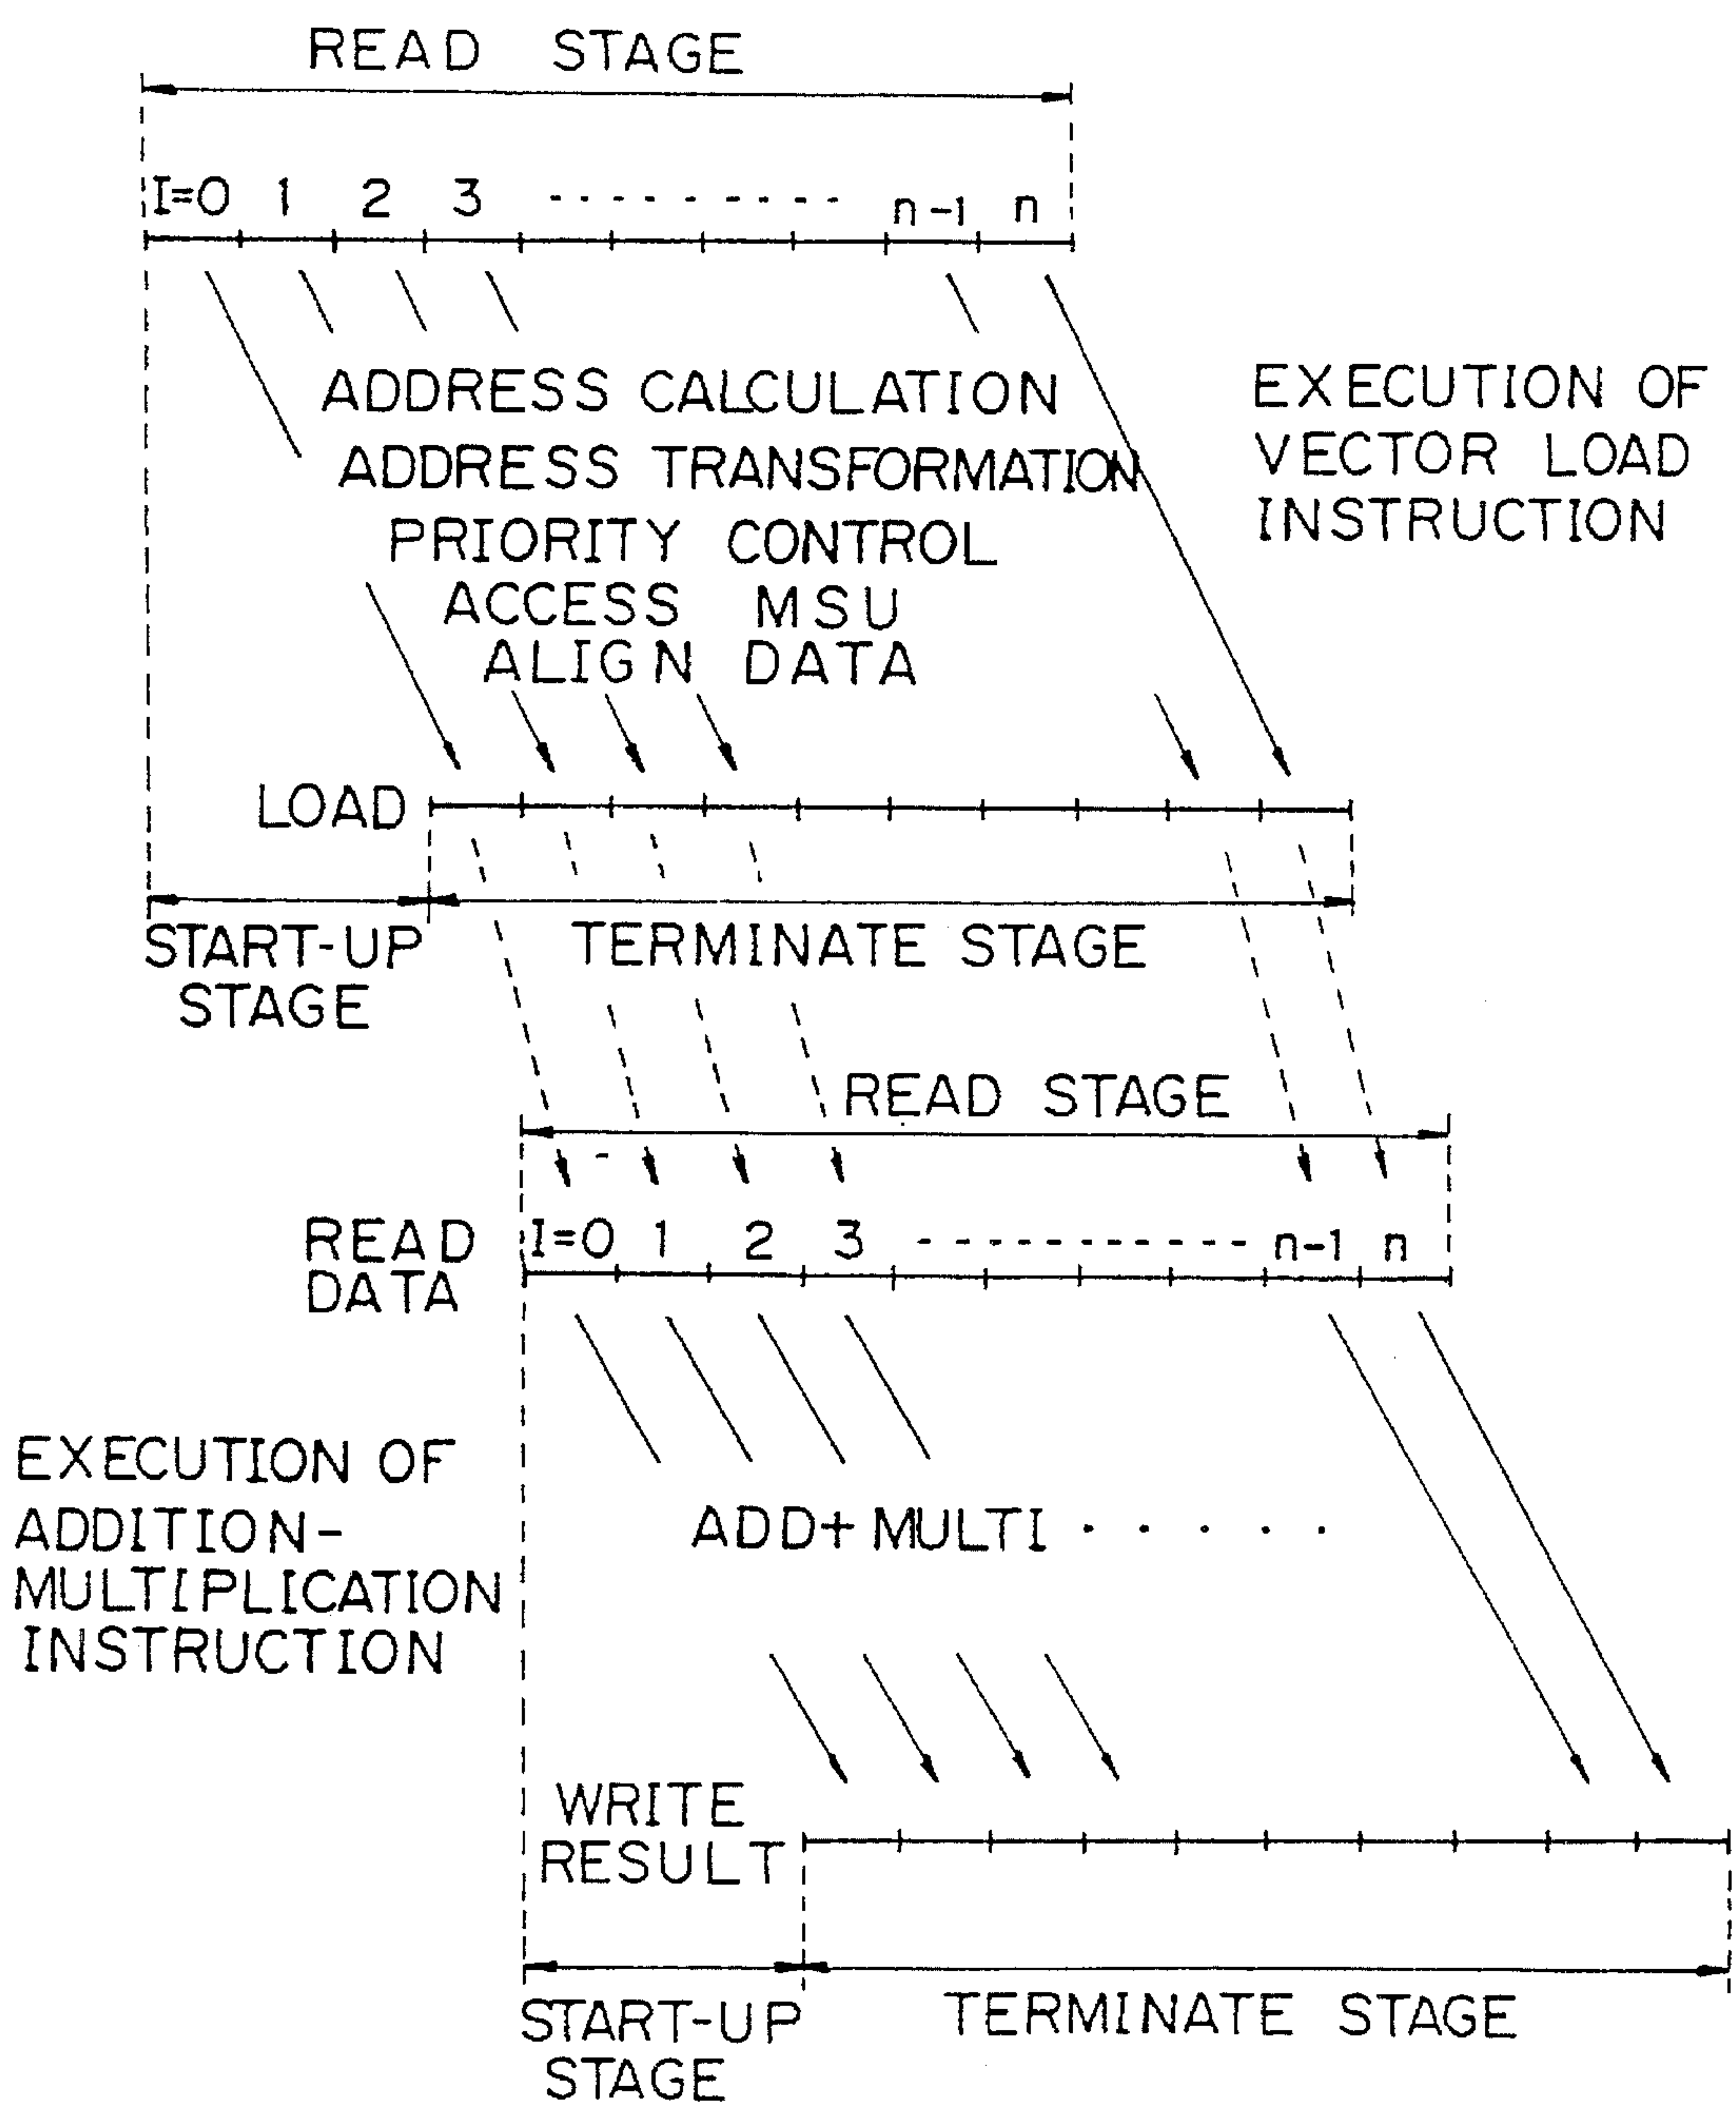 READ STAGE
I=0 1 2 3 ---------- n-1 n
ADDRESS CALCULATION
ADDRESS TRANSFORMATION
PRIORITY CONTROL
ACCESS MSU
ALIGN DATA
EXECUTION OF
VECTOR LOAD
INSTRUCTION
LOAD
START-UP
STAGE
TERMINATE STAGE
READ STAGE
READ
DATA
I=0 1 2 3 ------------ n-1 n
EXECUTION OF
ADDITION-
MULTIPLICATION
INSTRUCTION
ADD+MULTI · · · · ·
WRITE
RESULT
START-UP
STAGE
TERMINATE STAGE